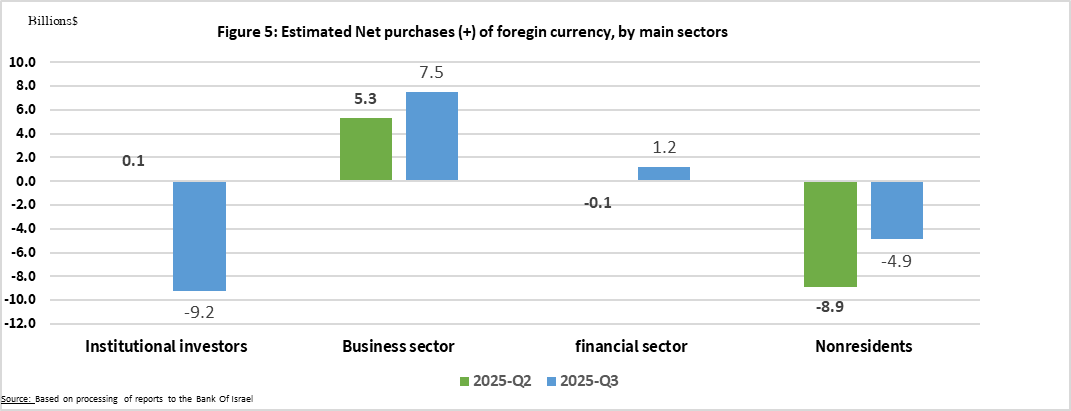 Billions$
Figure 5: Estimated Net purchases (+) of foregin currency, by main sectors
10.0
8.0
6.0
4.0
2.0
0.0
-2.0
-4.0
-6.0
-8.0
-10.0
-12.0
0.1
-9.2
5.3
7.5
-0.1
1.2
-8.9
-4.9
Institutional investors
Business sector
financial sector
Nonresidents
2025-Q2
2025-Q3
Source: Based on processing of reports to the Bank Of Israel